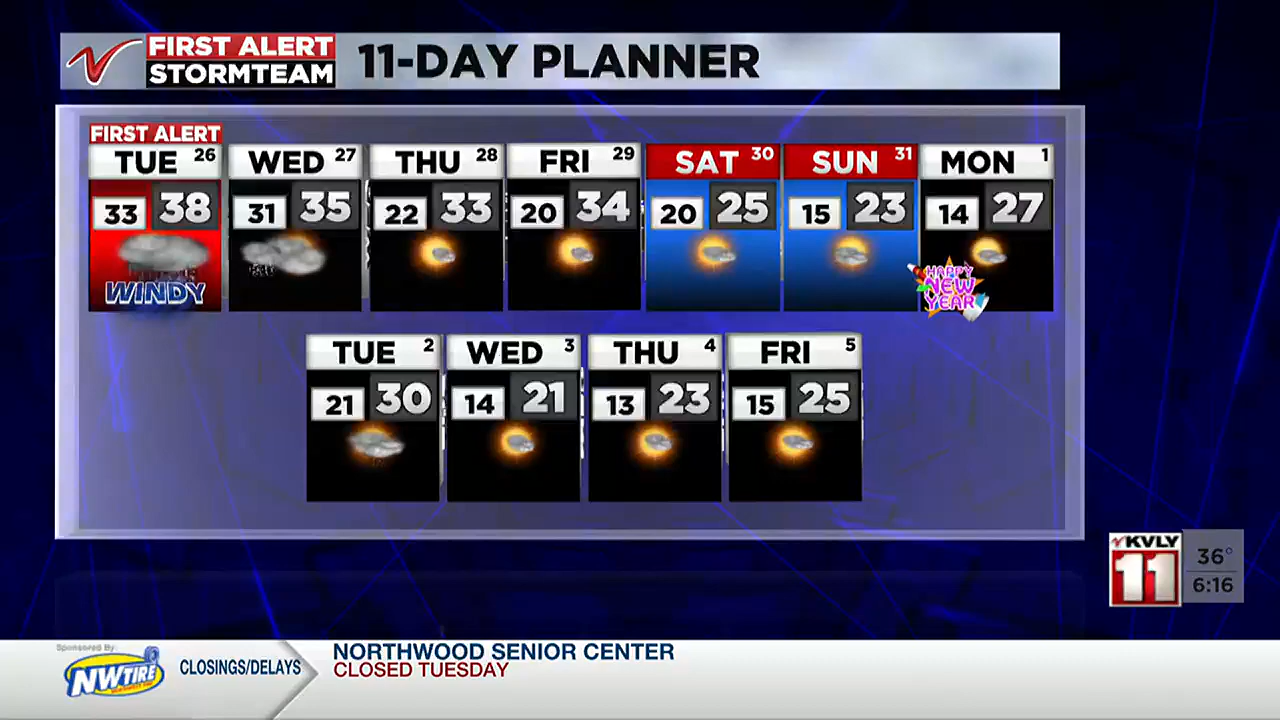 FIRST ALERT
STORMTEAM
11-DAY PLANNER
FIRST ALERT
TUE 26
33 38
WINDY
WED 27
31 35
THU 28
22 33
FRI 29
20 34
SAT 30
20 25
SUN 31
15 23
MON 1
14 27
HAPPY
NEW
YEAR
TUE 2
21 30
WED 3
14 21
THU 4
13 23
FRI 5
15 25
KVLY
11
36°
6:16
Sponsored By:
NWTIRE
CLOSINGS/DELAYS
NORTHWOOD SENIOR CENTER
CLOSED TUESDAY